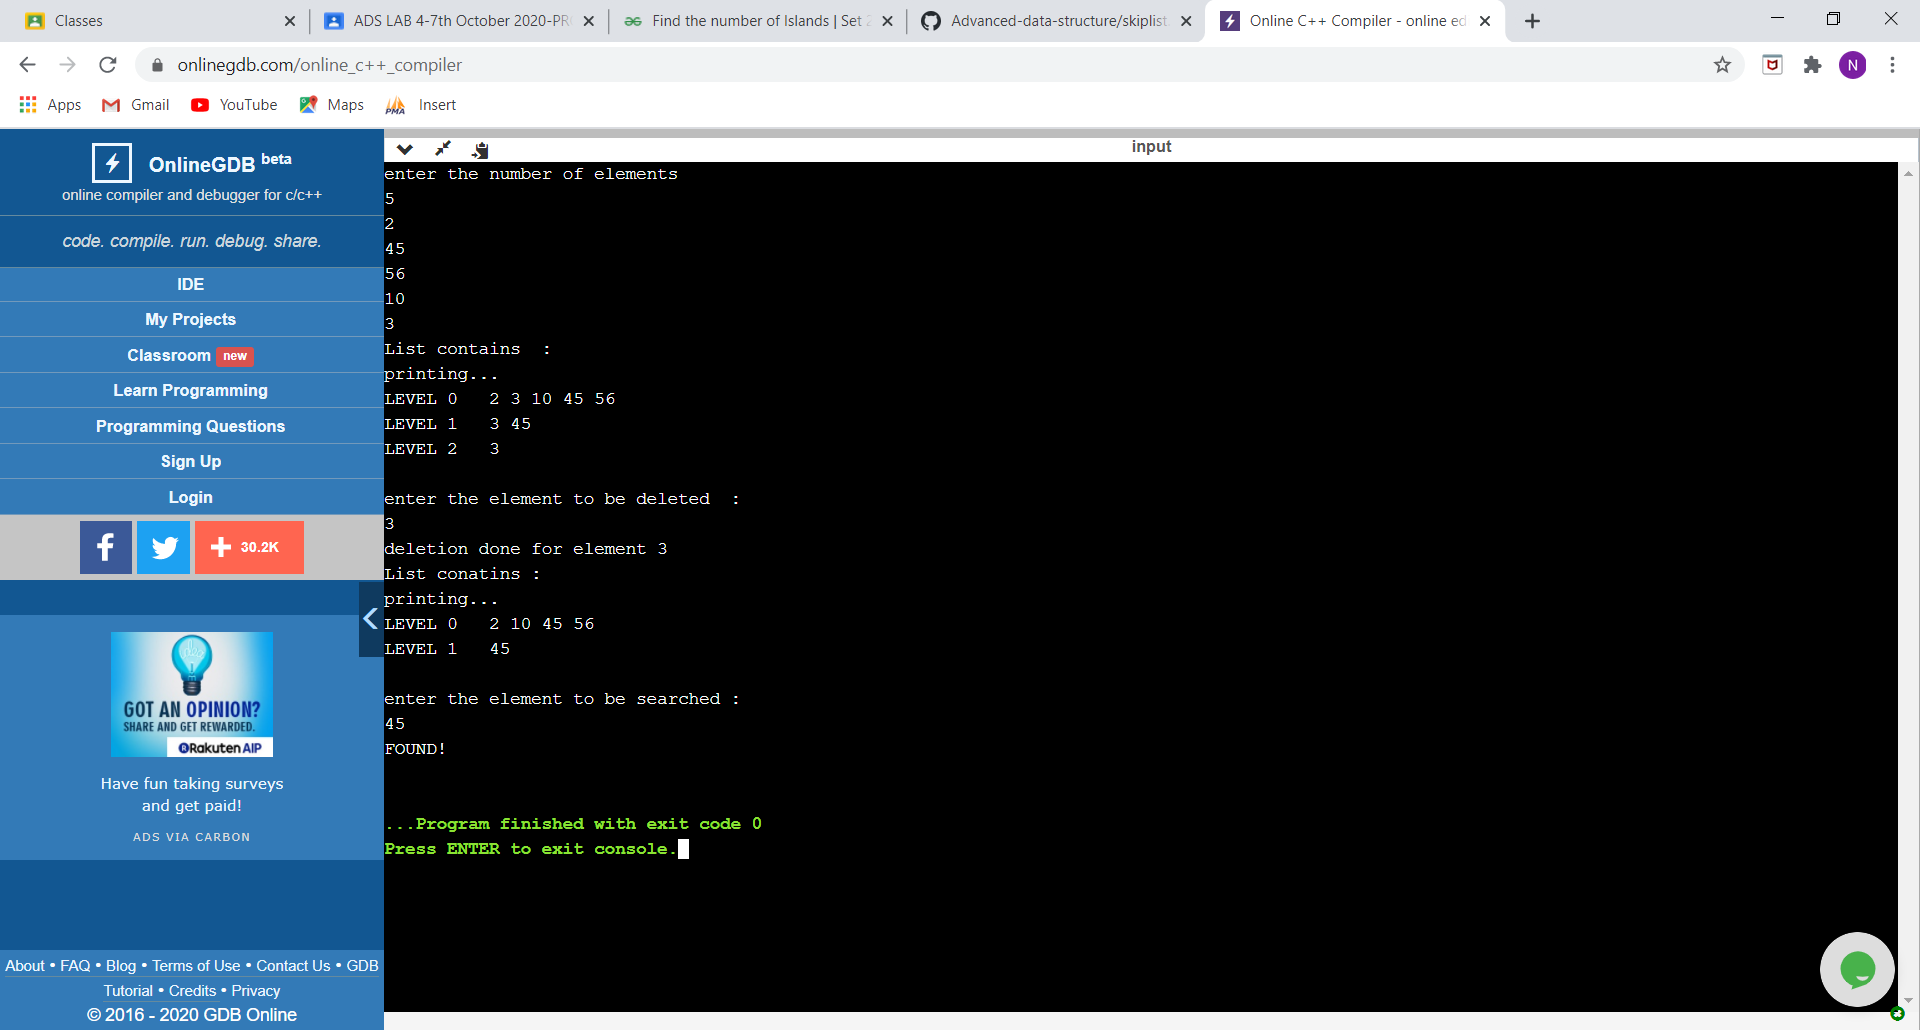 Classes
ADS LAB 4-7th October 2020-PR
Find the number of Islands | Set 2
Advanced-data-structure/skiplist.
Online C++ Compiler - online ed
onlinegdb.com/online_c++_compiler
N
Apps
Gmail
YouTube
Maps
PMA
Insert
OnlineGDB beta
online compiler and debugger for c/c++
code. compile. run. debug. share.
IDE
My Projects
Classroom new
Learn Programming
Programming Questions
Sign Up
Login
30.2K
GOT AN OPINION?
SHARE AND GET REWARDED.
Rakuten AIP
Have fun taking surveys
and get paid!
ADS VIA CARBON
About • FAQ • Blog • Terms of Use • Contact Us • GDB
Tutorial • Credits • Privacy
© 2016 - 2020 GDB Online
input
enter the number of elements
5
2
45
56
10
3
List contains  :
printing...
LEVEL 0   2 3 10 45 56
LEVEL 1   3 45
LEVEL 2   3
enter the element to be deleted  :
3
deletion done for element 3
List conatins :
printing...
LEVEL 0   2 10 45 56
LEVEL 1   45
enter the element to be searched :
45
FOUND!
...Program finished with exit code 0
Press ENTER to exit console.